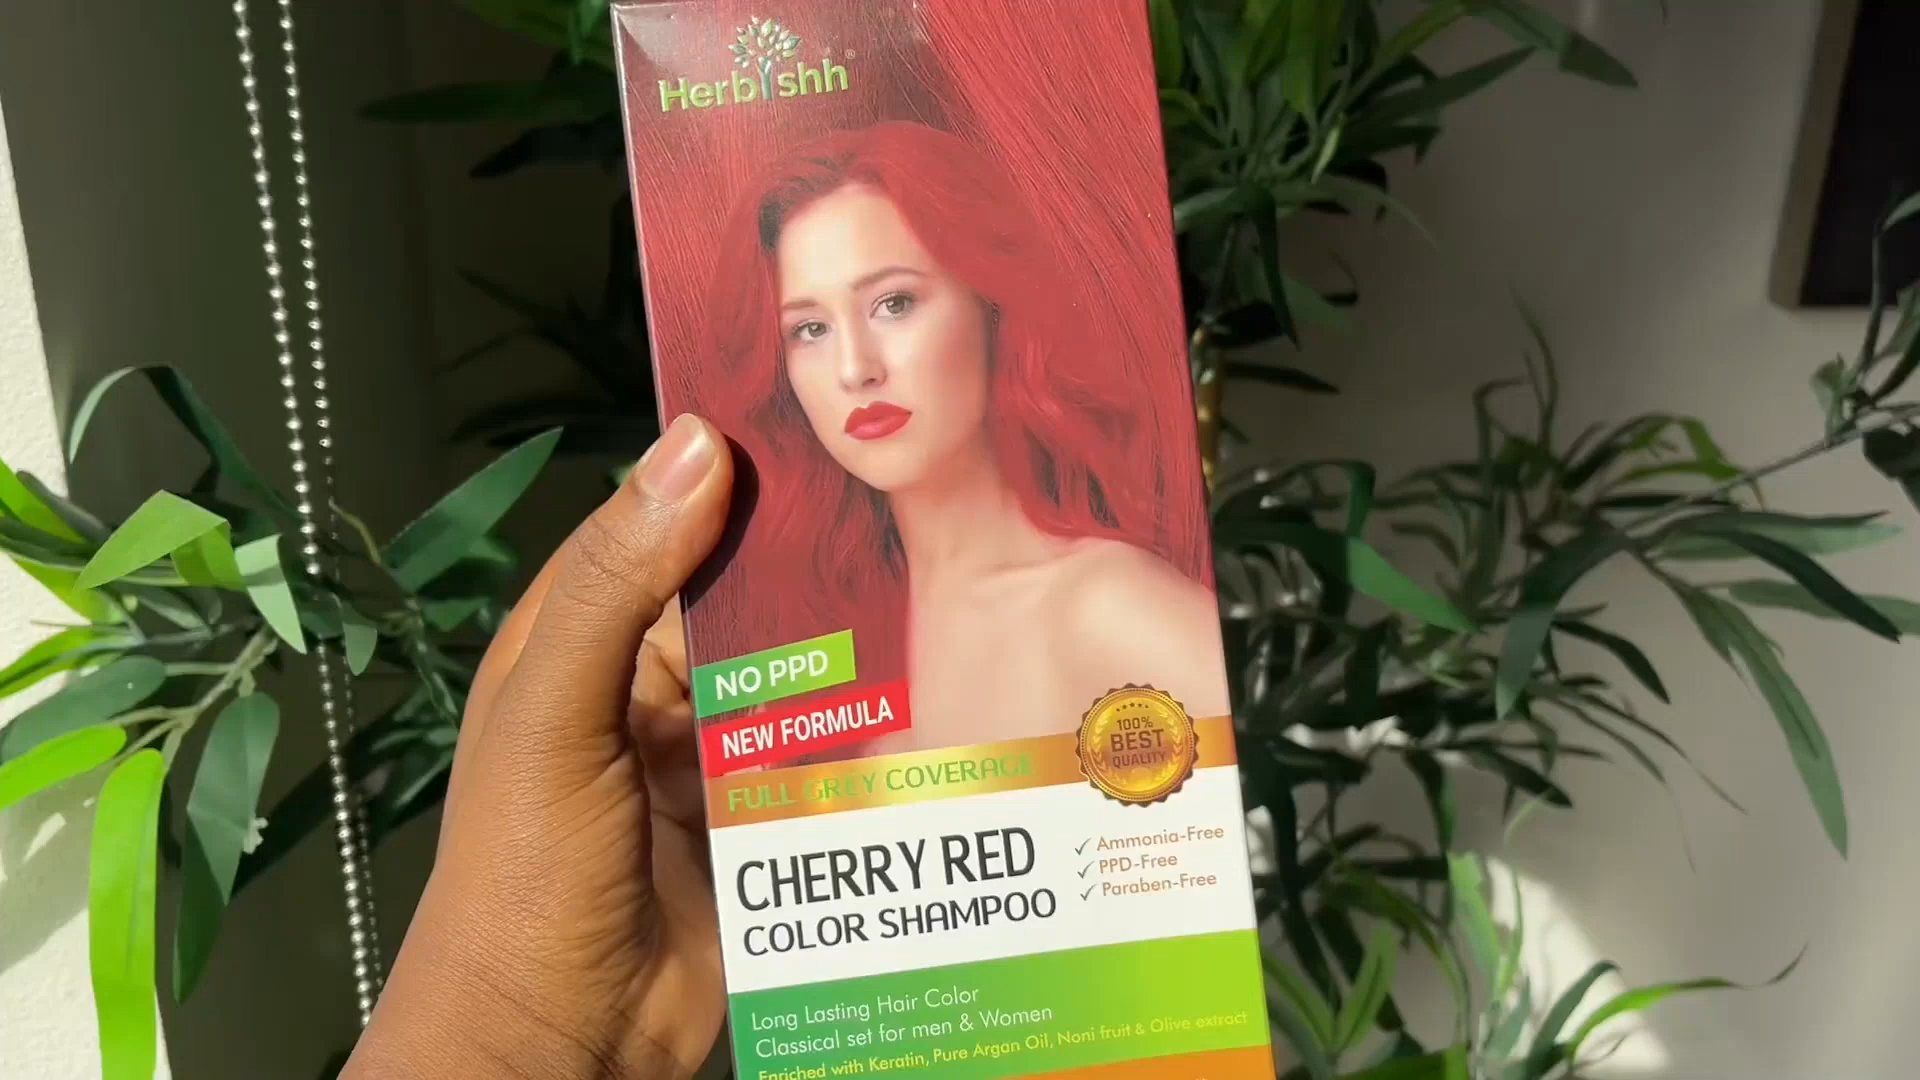 Herbishh®
NO PPD
NEW FORMULA
FULL GREY COVERAGE
100%
BEST
QUALITY
CHERRY RED
COLOR SHAMPOO
✓ Ammonia-Free
✓ PPD-Free
✓ Paraben-Free
Long Lasting Hair Color
Classical set for men & Women
Enriched with Keratin, Pure Argan Oil, Noni fruit & Olive extract